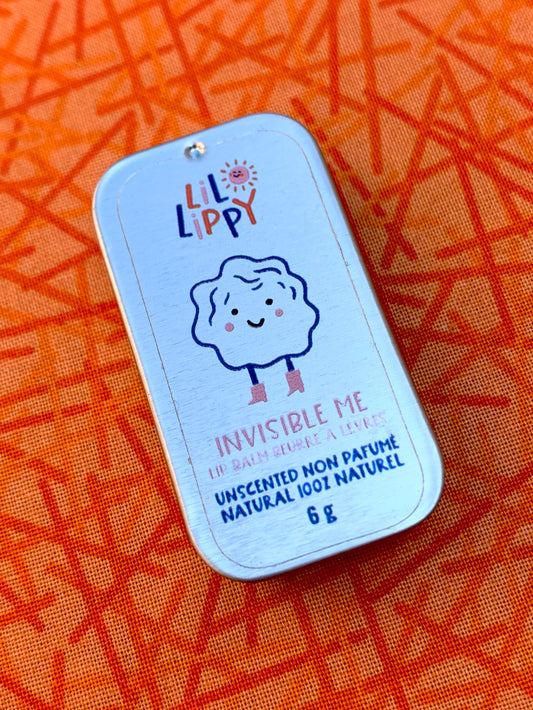 LiL
LiPPY
INVISIBLE ME
LIP BALM BEURRE À LÈVRES
UNSCENTED NON PAFUMÉ
NATURAL 100% NATUREL
6 g